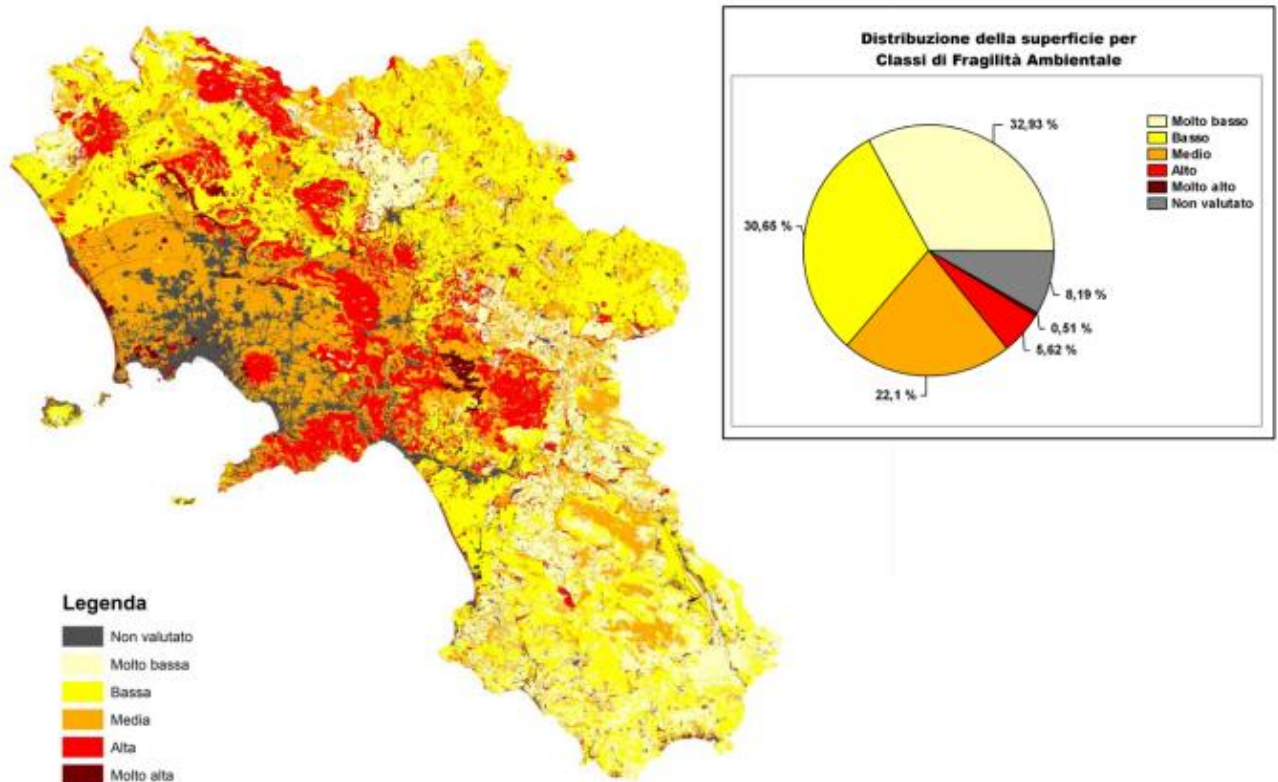 Distribuzione della superficie per
Classi di Fragilità Ambientale
32,93 %
30,65 %
22,1 %
5,62 %
0,51 %
8,19 %
Molto basso
Basso
Medio
Alto
Molto alto
Non valutato
Legenda
Non valutato
Molto bassa
Bassa
Media
Alta
Molto alta